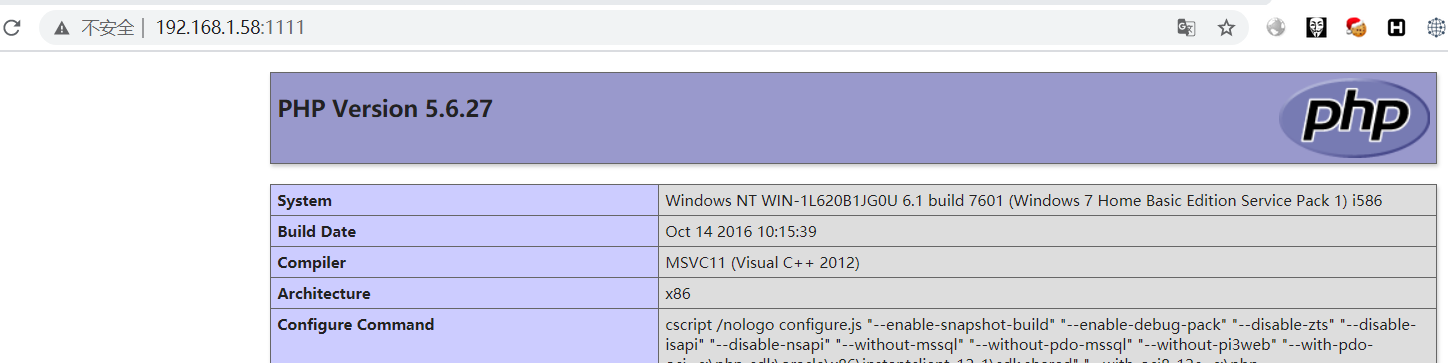 不安全 | 192.168.1.58:1111
PHP Version 5.6.27
php
System Windows NT WIN-1L620B1JG0U 6.1 build 7601 (Windows 7 Home Basic Edition Service Pack 1) i586
Build Date Oct 14 2016 10:15:39
Compiler MSVC11 (Visual C++ 2012)
Architecture x86
Configure Command cscript /nologo configure.js "--enable-snapshot-build" "--enable-debug-pack" "--disable-zts" "--disable-
isapi" "--disable-nsapi" "--without-mssql" "--without-pdo-mssql" "--without-pi3web" "--with-pdo-